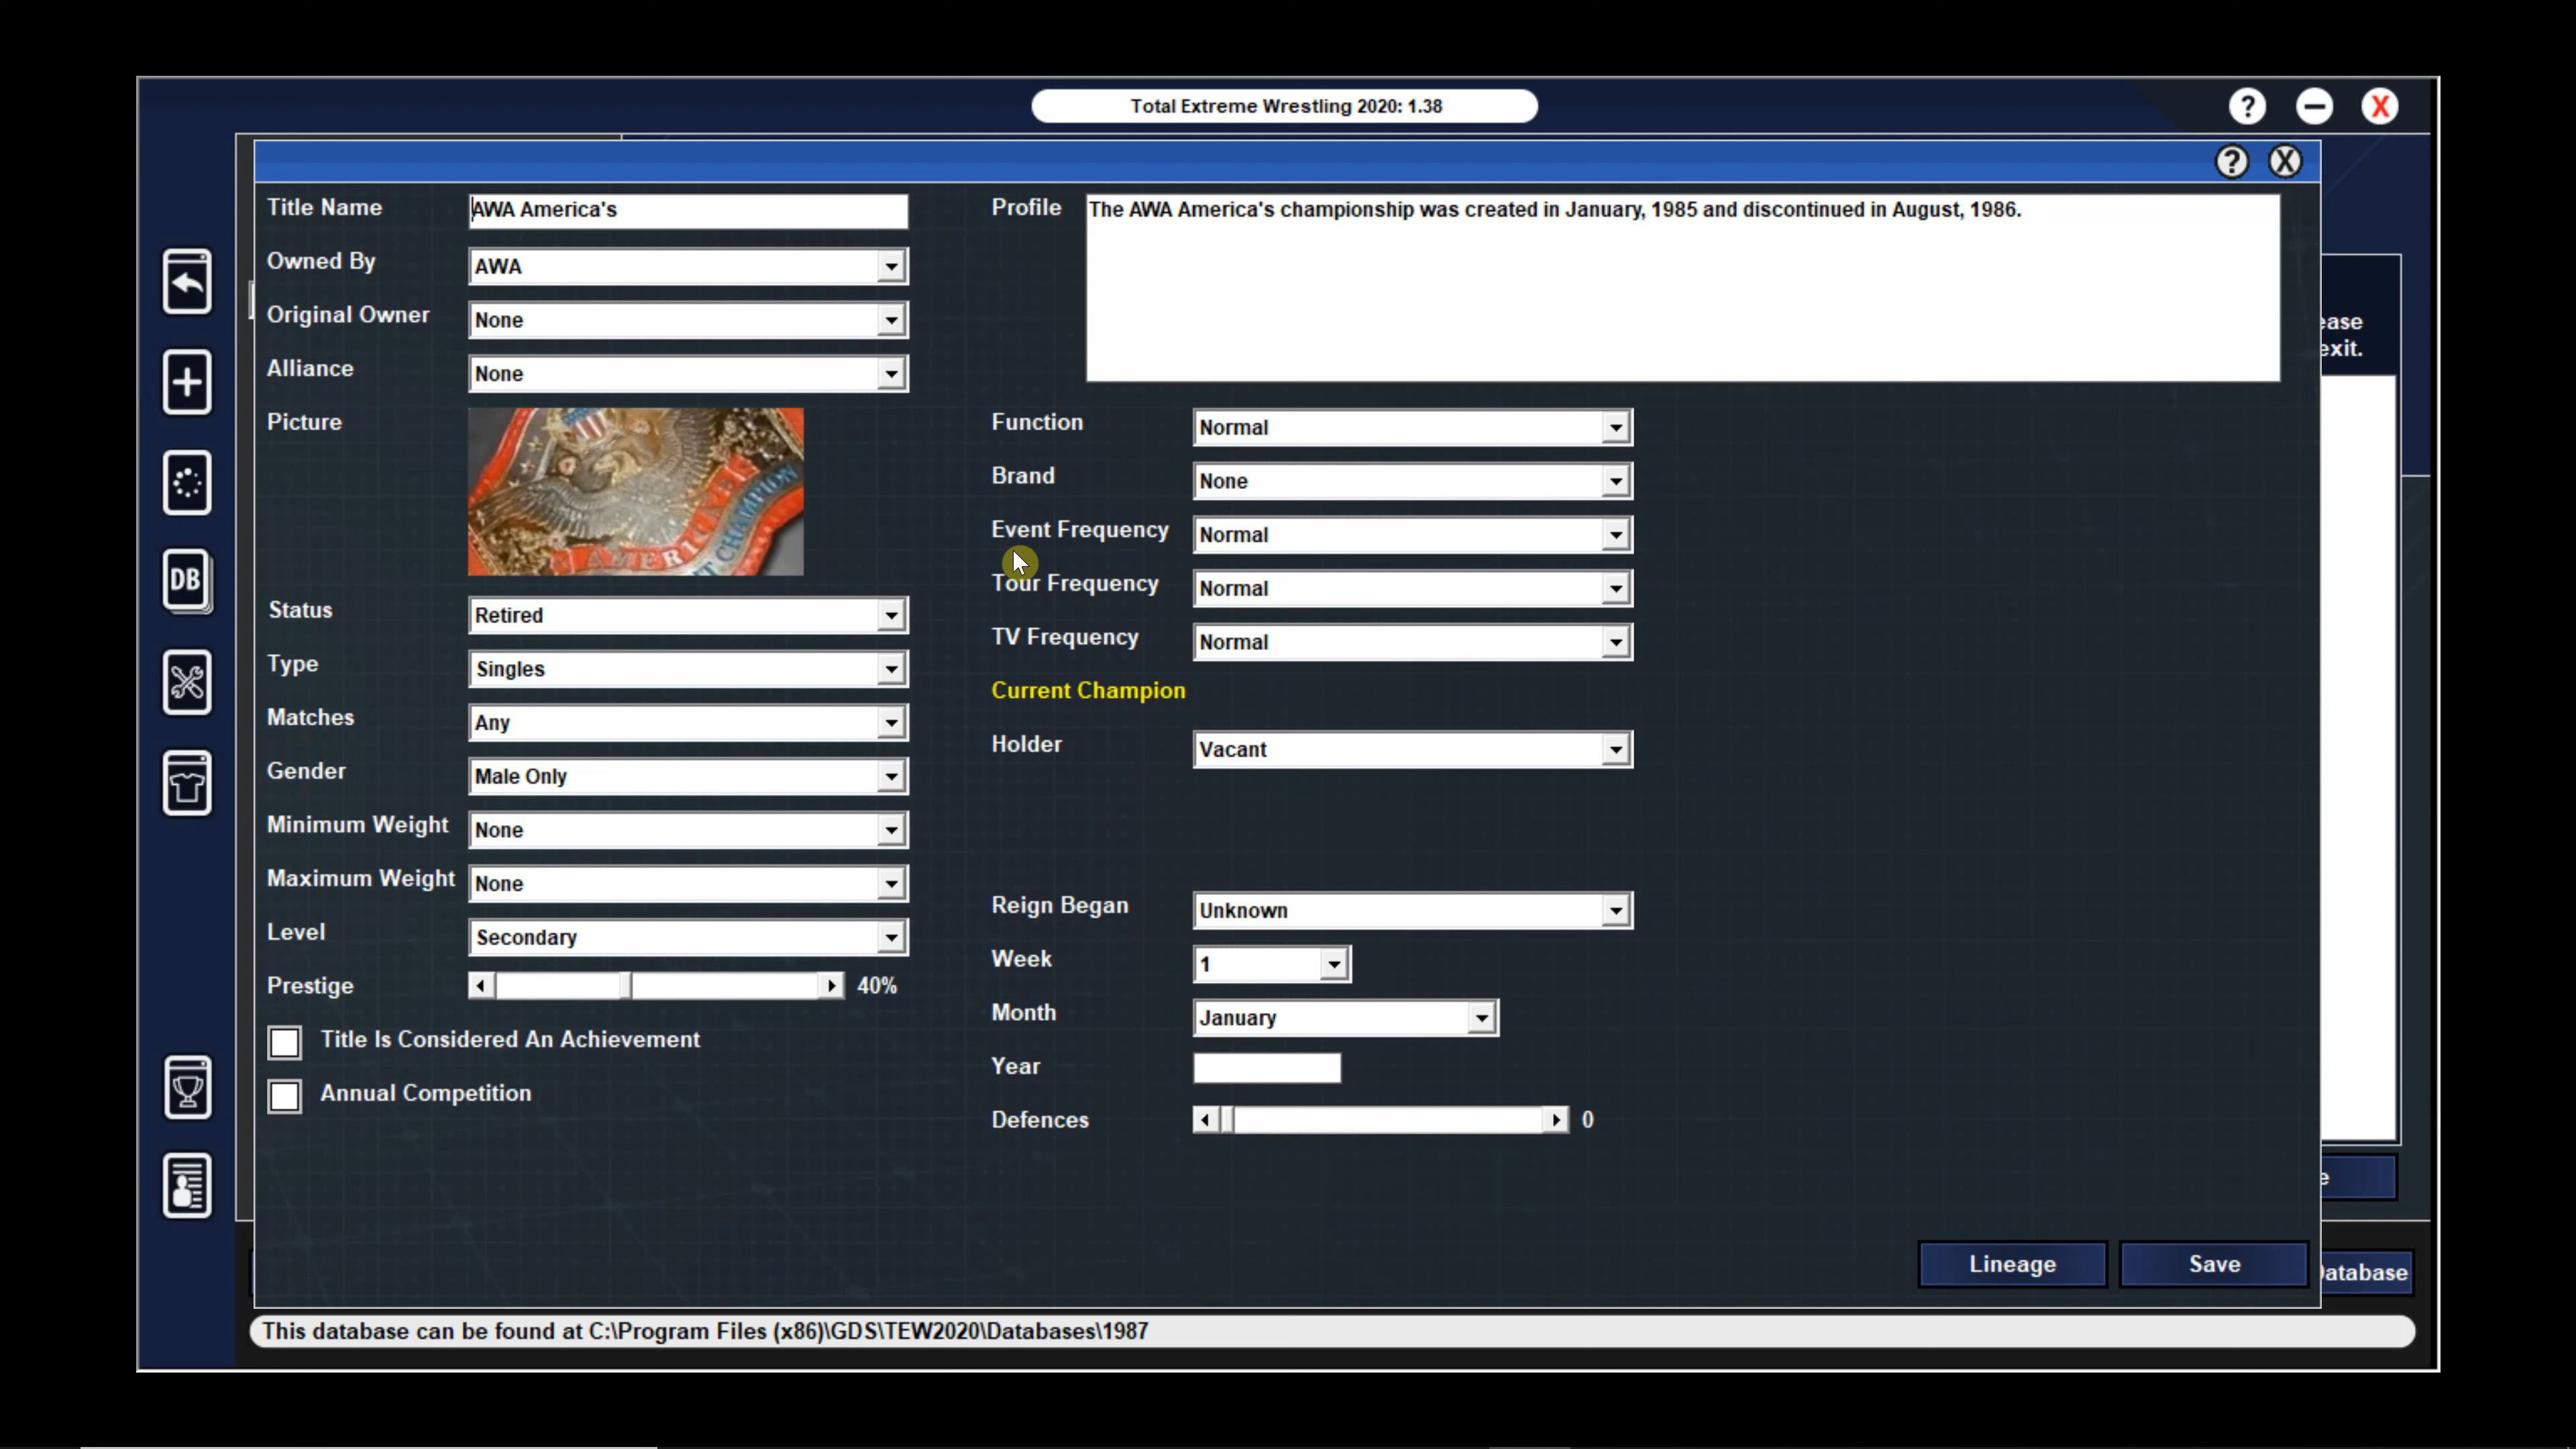 Total Extreme Wrestling 2020: 1.38
? – X
? X
Title Name AWA America's
Owned By AWA
Original Owner None
Alliance None
Picture
AMERICA
CHAMPION
Status Retired
Type Singles
Matches Any
Gender Male Only
Minimum Weight None
Maximum Weight None
Level Secondary
Prestige 40%
Title Is Considered An Achievement
Annual Competition
Profile The AWA America's championship was created in January, 1985 and discontinued in August, 1986.
Function Normal
Brand None
Event Frequency Normal
Tour Frequency Normal
TV Frequency Normal
Current Champion
Holder Vacant
Reign Began Unknown
Week 1
Month January
Year
Defences 0
Lineage Save
DB
ease
exit.
e
atabase
This database can be found at C:\Program Files (x86)\GDS\TEW2020\Databases\1987